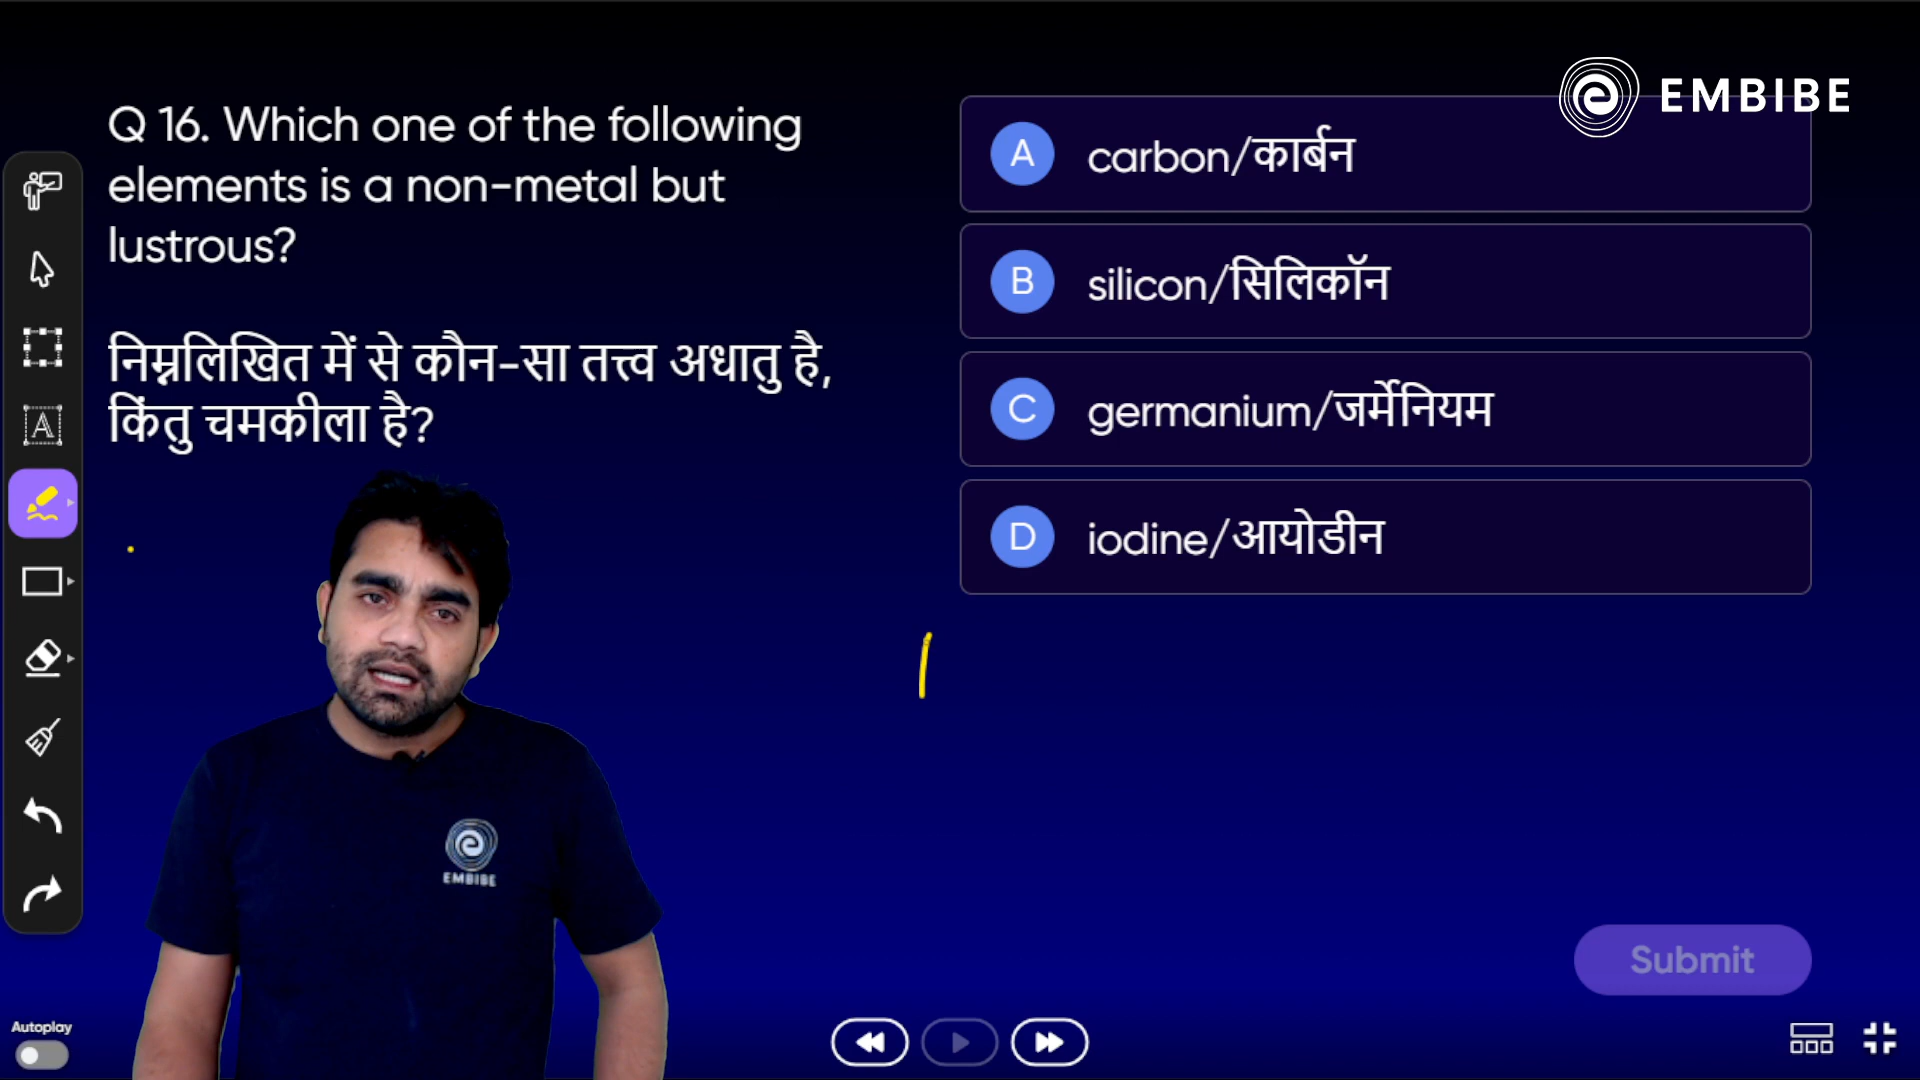 EMBIBE
Q 16. Which one of the following
elements is a non-metal but
lustrous?
निम्नलिखित में से कौन-सा तत्त्व अधातु है,
किंतु चमकीला है?
A carbon/कार्बन
B silicon/सिलिकॉन
C germanium/जर्मेनियम
D iodine/आयोडीन
A
EMBIBE
Submit
Autoplay